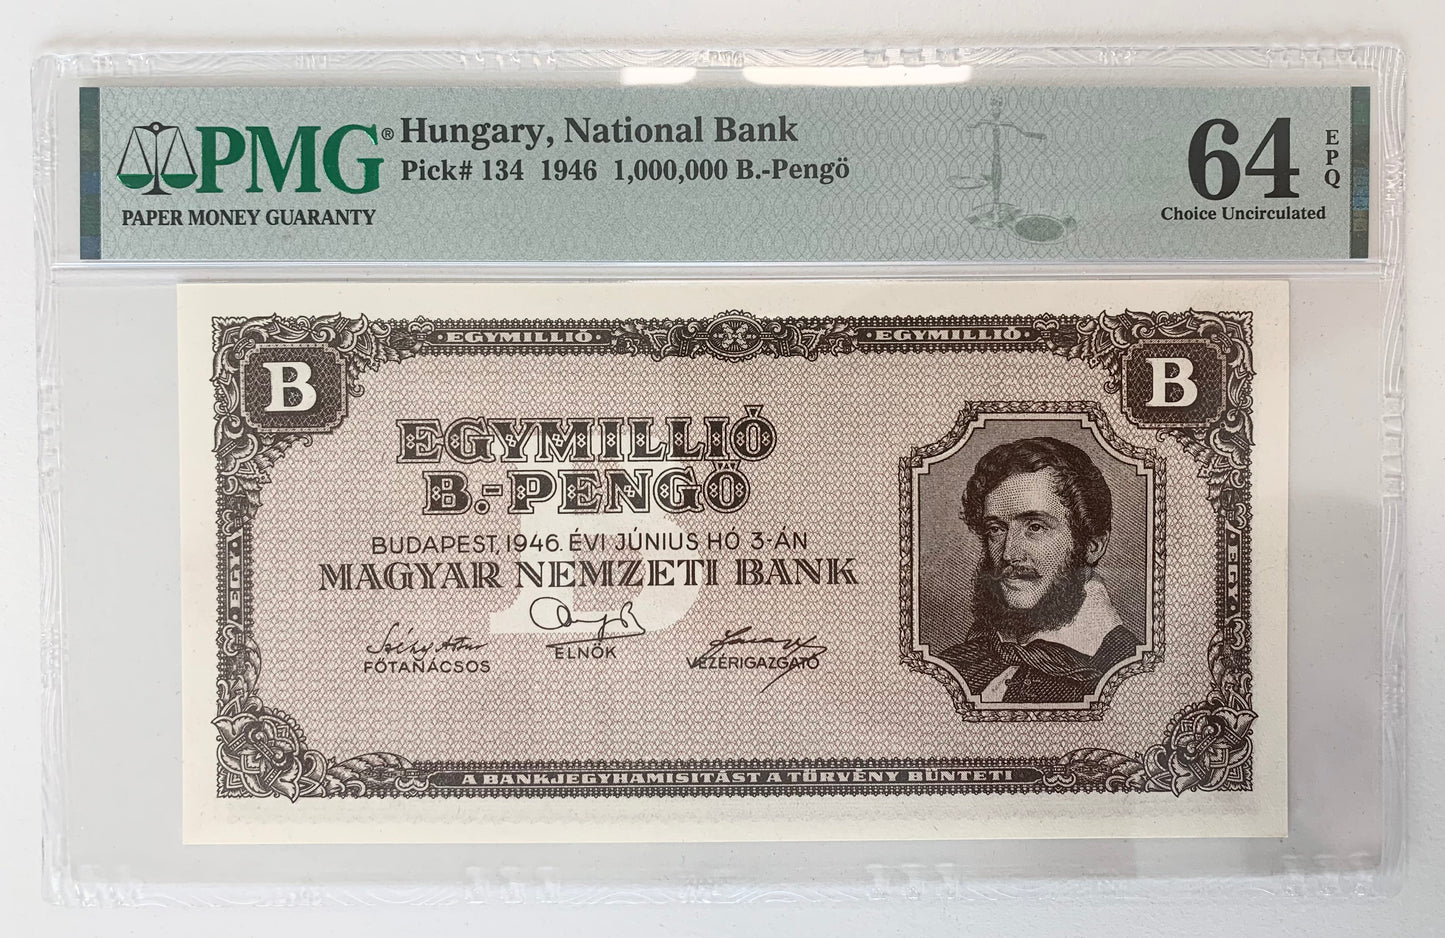 PMG®
PAPER MONEY GUARANTY
Hungary, National Bank
Pick# 134 1946 1,000,000 B.-Pengö
64
EPQ
Choice Uncirculated
·EGYMILLIÓ·
·EGYMILLIÓ·
B
B
EGYMILLIÓ
B.-PENGŐ
BUDAPEST, 1946. ÉVI JÚNIUS HÓ 3-ÁN
MAGYAR NEMZETI BANK
B
FŐTANÁCSOS
ELNÖK
VEZÉRIGAZGATÓ
·EGY·
·EGY·
A BANKJEGYHAMISITÁST A TÖRVÉNY BÜNTETI